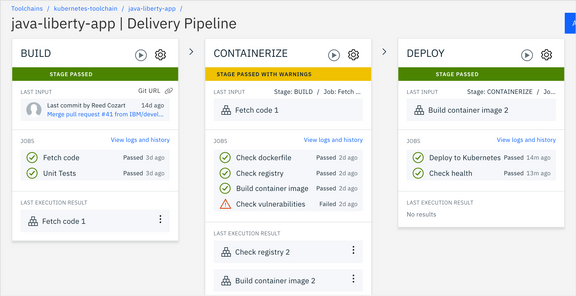 Toolchains / kubernetes-toolchain / java-liberty-app /
java-liberty-app | Delivery Pipeline
A
BUILD
STAGE PASSED
LAST INPUT Git URL
Last commit by Reed Cozart 14d ago
Merge pull request #41 from IBM/devel...
JOBS View logs and history
Fetch code Passed 3d ago
Unit Tests Passed 3d ago
LAST EXECUTION RESULT
Fetch code 1
CONTAINERIZE
STAGE PASSED WITH WARNINGS
LAST INPUT Stage: BUILD / Job: Fetch ...
Fetch code 1
JOBS View logs and history
Check dockerfile Passed 2d ago
Check registry Passed 2d ago
Build container image Passed 2d ago
Check vulnerabilities Failed 2d ago
LAST EXECUTION RESULT
Check registry 2
Build container image 2
DEPLOY
STAGE PASSED
LAST INPUT Stage: CONTAINERIZE / Jo...
Build container image 2
JOBS View logs and history
Deploy to Kubernetes Passed 14m ago
Check health Passed 13m ago
LAST EXECUTION RESULT
No results